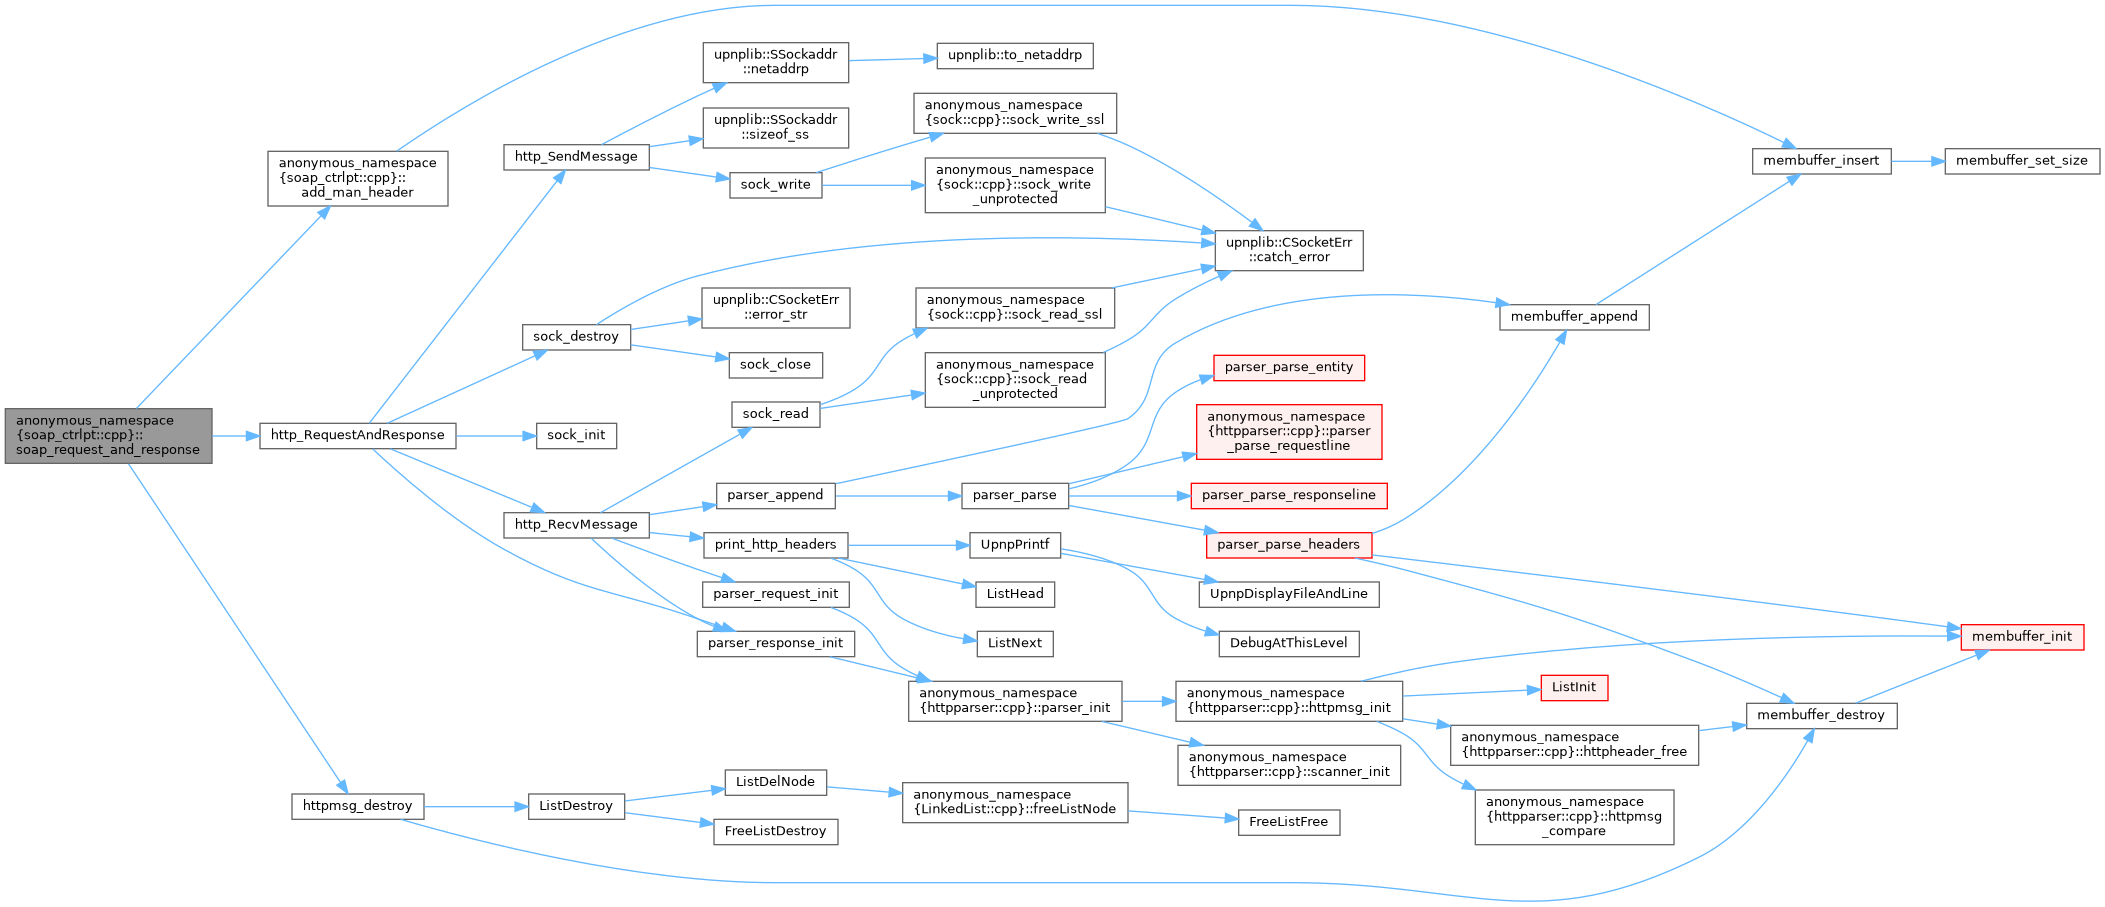 anonymous_namespace
{soap_ctrlpt::cpp}::
soap_request_and_response
anonymous_namespace
{soap_ctrlpt::cpp}::
add_man_header
http_RequestAndResponse
httpmsg_destroy
http_SendMessage
sock_destroy
sock_init
http_RecvMessage
ListDestroy
upnplib::SSockaddr
::netaddrp
upnplib::SSockaddr
::sizeof_ss
sock_write
upnplib::CSocketErr
::error_str
sock_close
sock_read
parser_append
print_http_headers
parser_request_init
parser_response_init
ListDelNode
FreeListDestroy
upnplib::to_netaddrp
anonymous_namespace
{sock::cpp}::sock_write_ssl
anonymous_namespace
{sock::cpp}::sock_write
_unprotected
anonymous_namespace
{sock::cpp}::sock_read_ssl
anonymous_namespace
{sock::cpp}::sock_read
_unprotected
parser_parse
UpnpPrintf
ListHead
ListNext
anonymous_namespace
{httpparser::cpp}::parser_init
anonymous_namespace
{LinkedList::cpp}::freeListNode
upnplib::CSocketErr
::catch_error
parser_parse_entity
anonymous_namespace
{httpparser::cpp}::parser
_parse_requestline
parser_parse_responseline
parser_parse_headers
UpnpDisplayFileAndLine
DebugAtThisLevel
anonymous_namespace
{httpparser::cpp}::httpmsg_init
anonymous_namespace
{httpparser::cpp}::scanner_init
FreeListFree
membuffer_append
ListInit
anonymous_namespace
{httpparser::cpp}::httpheader_free
anonymous_namespace
{httpparser::cpp}::httpmsg
_compare
membuffer_insert
membuffer_destroy
membuffer_set_size
membuffer_init